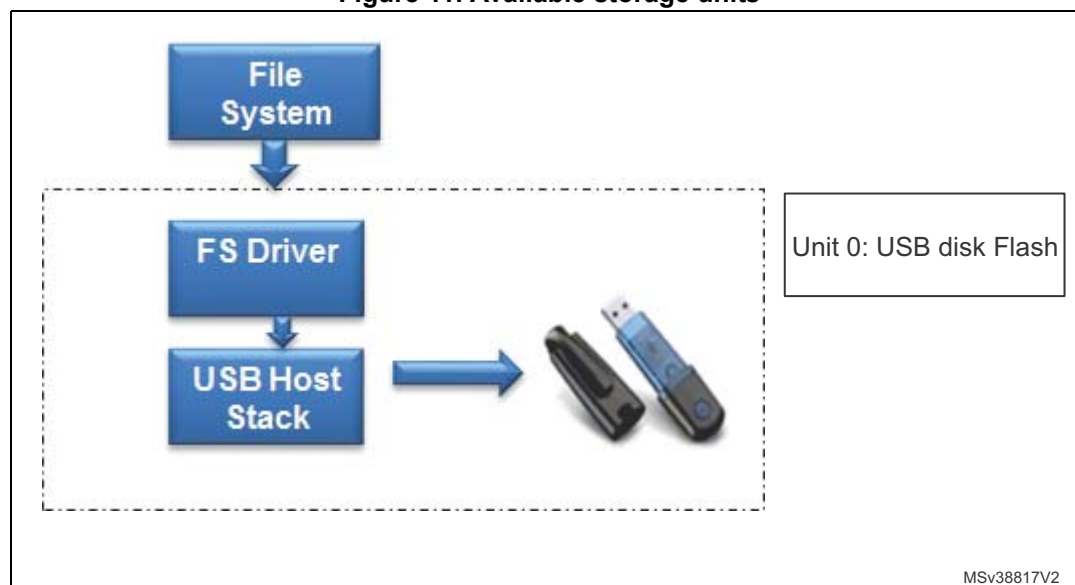 File
System
FS Driver
USB Host
Stack
Unit 0: USB disk Flash
MSv38817V2